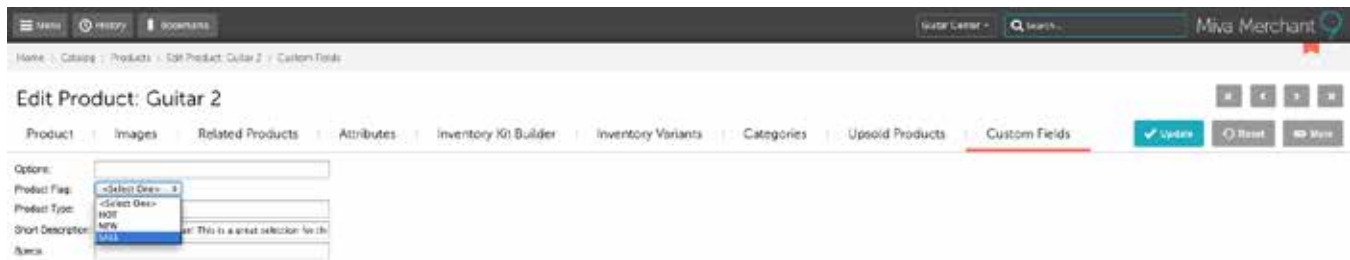 Menu History Bookmarks Guitar Center Search... Miva Merchant 9
Home Catalog Products Edit Product: Guitar 2 Custom Fields
Edit Product: Guitar 2
Product Images Related Products Attributes Inventory Kit Builder Inventory Variants Categories Upsold Products Custom Fields Update Reset More
Options:
Product Flag: <Select One>
<Select One>
Product Type:
HOT
NEW
Short Description: This is a great selection for th
SALE
Specs: